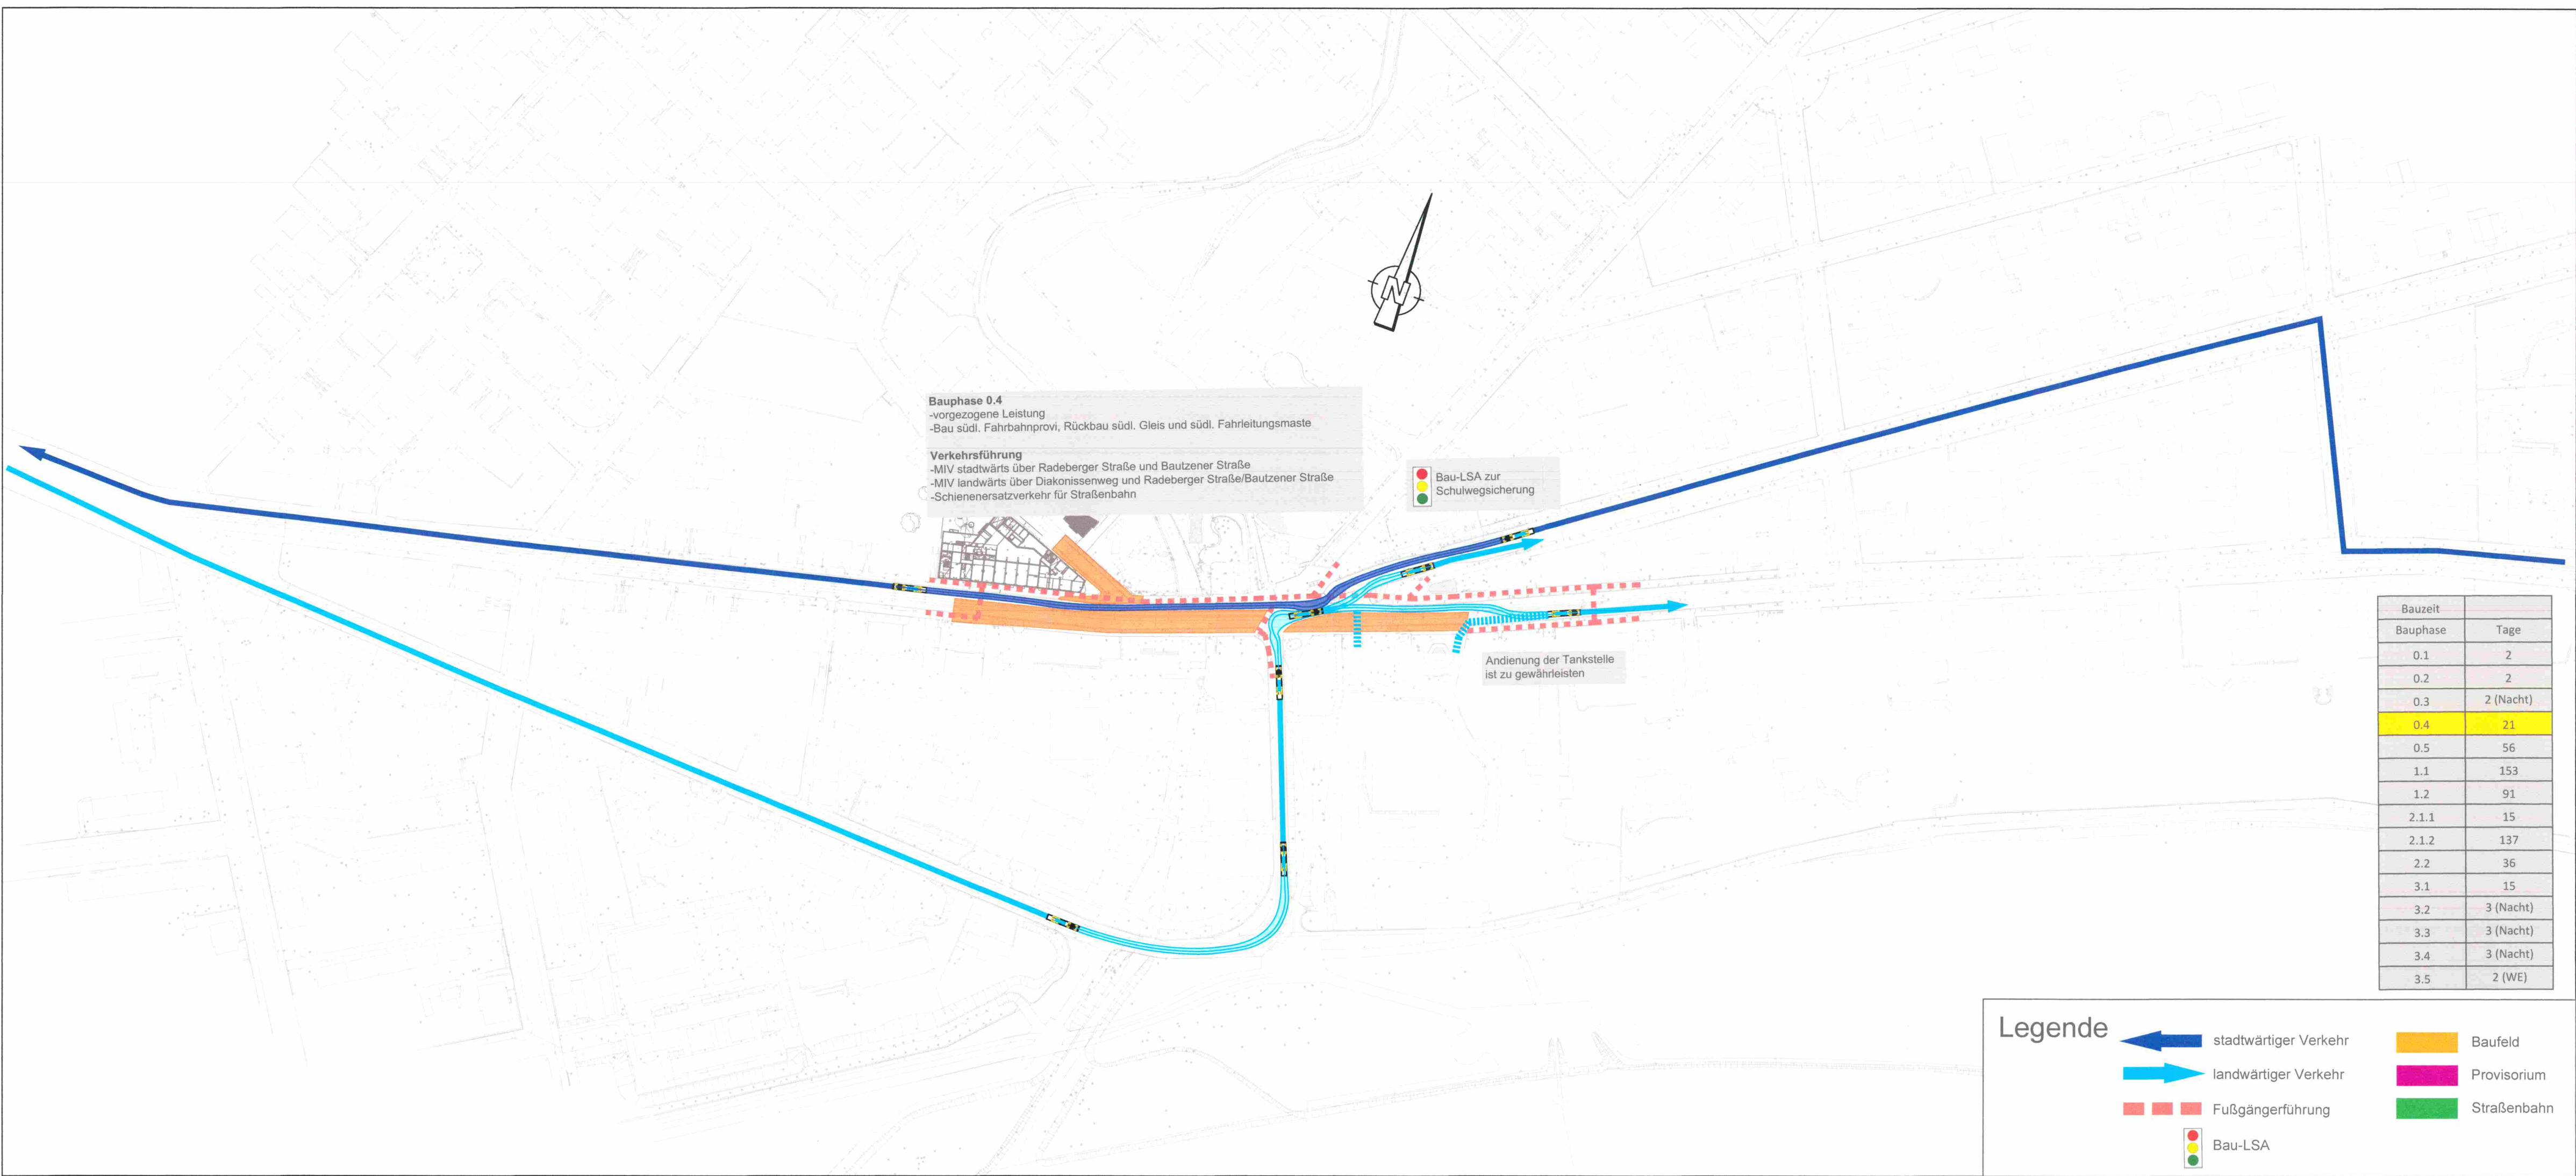 N
Bauphase 0.4
-vorgezogene Leistung
-Bau südl. Fahrbahnprovi, Rückbau südl. Gleis und südl. Fahrleitungsmaste
Verkehrsführung
-MIV stadtwärts über Radeberger Straße und Bautzener Straße
-MIV landwärts über Diakonissenweg und Radeberger Straße/Bautzener Straße
-Schienenersatzverkehr für Straßenbahn
Bau-LSA zur
Schulwegsicherung
Andienung der Tankstelle
ist zu gewährleisten
Bauzeit
Bauphase Tage
0.1 2
0.2 2
0.3 2 (Nacht)
0.4 21
0.5 56
1.1 153
1.2 91
2.1.1 15
2.1.2 137
2.2 36
3.1 15
3.2 3 (Nacht)
3.3 3 (Nacht)
3.4 3 (Nacht)
3.5 2 (WE)
Legende
stadtwärtiger Verkehr
landwärtiger Verkehr
Fußgängerführung
Bau-LSA
Baufeld
Provisorium
Straßenbahn